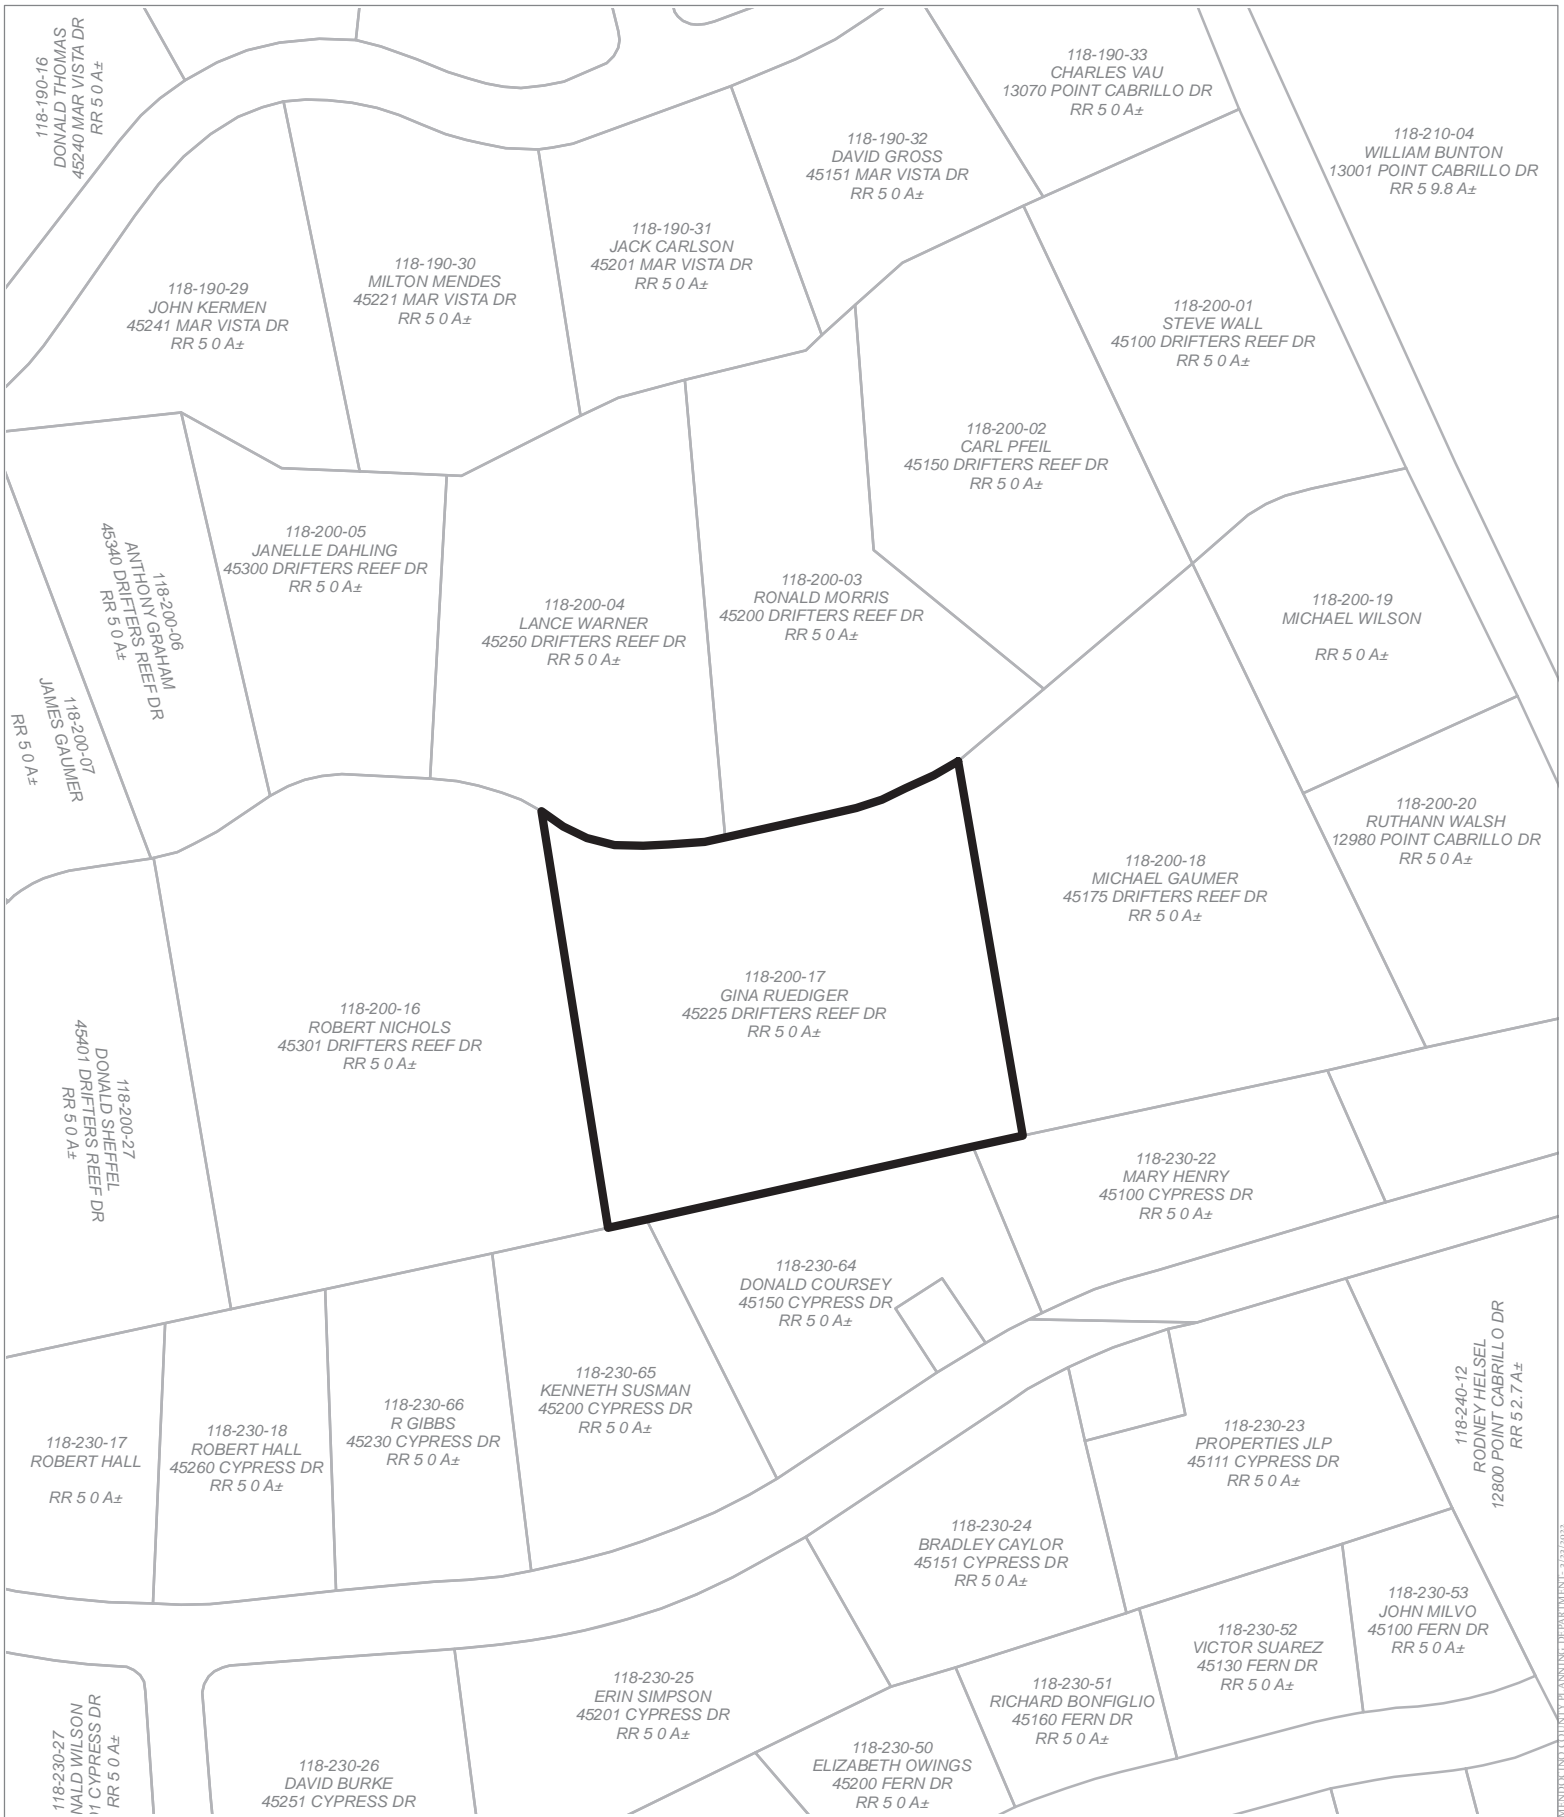 118-190-16
DONALD THOMAS
45240 MAR VISTA DR
RR 5 0 A±
118-190-33
CHARLES VAU
13070 POINT CABRILLO DR
RR 5 0 A±
118-190-32
DAVID GROSS
45151 MAR VISTA DR
RR 5 0 A±
118-210-04
WILLIAM BUNTON
13001 POINT CABRILLO DR
RR 5 9.8 A±
118-190-31
JACK CARLSON
45201 MAR VISTA DR
RR 5 0 A±
118-190-30
MILTON MENDES
45221 MAR VISTA DR
RR 5 0 A±
118-190-29
JOHN KERMEN
45241 MAR VISTA DR
RR 5 0 A±
118-200-01
STEVE WALL
45100 DRIFTERS REEF DR
RR 5 0 A±
118-200-02
CARL PFEIL
45150 DRIFTERS REEF DR
RR 5 0 A±
118-200-05
JANELLE DAHLING
45300 DRIFTERS REEF DR
RR 5 0 A±
118-200-06
ANTHONY GRAHAM
45340 DRIFTERS REEF DR
RR 5 0 A±
118-200-04
LANCE WARNER
45250 DRIFTERS REEF DR
RR 5 0 A±
118-200-03
RONALD MORRIS
45200 DRIFTERS REEF DR
RR 5 0 A±
118-200-19
MICHAEL WILSON
RR 5 0 A±
118-200-07
JAMES GAUMER
RR 5 0 A±
118-200-20
RUTHANN WALSH
12980 POINT CABRILLO DR
RR 5 0 A±
118-200-18
MICHAEL GAUMER
45175 DRIFTERS REEF DR
RR 5 0 A±
118-200-17
GINA RUEDIGER
45225 DRIFTERS REEF DR
RR 5 0 A±
118-200-16
ROBERT NICHOLS
45301 DRIFTERS REEF DR
RR 5 0 A±
118-200-27
DONALD SHEFFEL
45401 DRIFTERS REEF DR
RR 5 0 A±
118-230-22
MARY HENRY
45100 CYPRESS DR
RR 5 0 A±
118-230-64
DONALD COURSEY
45150 CYPRESS DR
RR 5 0 A±
118-230-65
KENNETH SUSMAN
45200 CYPRESS DR
RR 5 0 A±
118-230-66
R GIBBS
45230 CYPRESS DR
RR 5 0 A±
118-230-18
ROBERT HALL
45260 CYPRESS DR
RR 5 0 A±
118-230-17
ROBERT HALL
RR 5 0 A±
118-230-23
PROPERTIES JLP
45111 CYPRESS DR
RR 5 0 A±
118-240-12
RODNEY HELSEL
12800 POINT CABRILLO DR
RR 5 2.7 A±
118-230-24
BRADLEY CAYLOR
45151 CYPRESS DR
RR 5 0 A±
118-230-53
JOHN MILVO
45100 FERN DR
RR 5 0 A±
118-230-52
VICTOR SUAREZ
45130 FERN DR
RR 5 0 A±
118-230-51
RICHARD BONFIGLIO
45160 FERN DR
RR 5 0 A±
118-230-25
ERIN SIMPSON
45201 CYPRESS DR
RR 5 0 A±
118-230-50
ELIZABETH OWINGS
45200 FERN DR
RR 5 0 A±
118-230-26
DAVID BURKE
45251 CYPRESS DR
118-230-27
NALD WILSON
CYPRESS DR
RR 5 0 A±